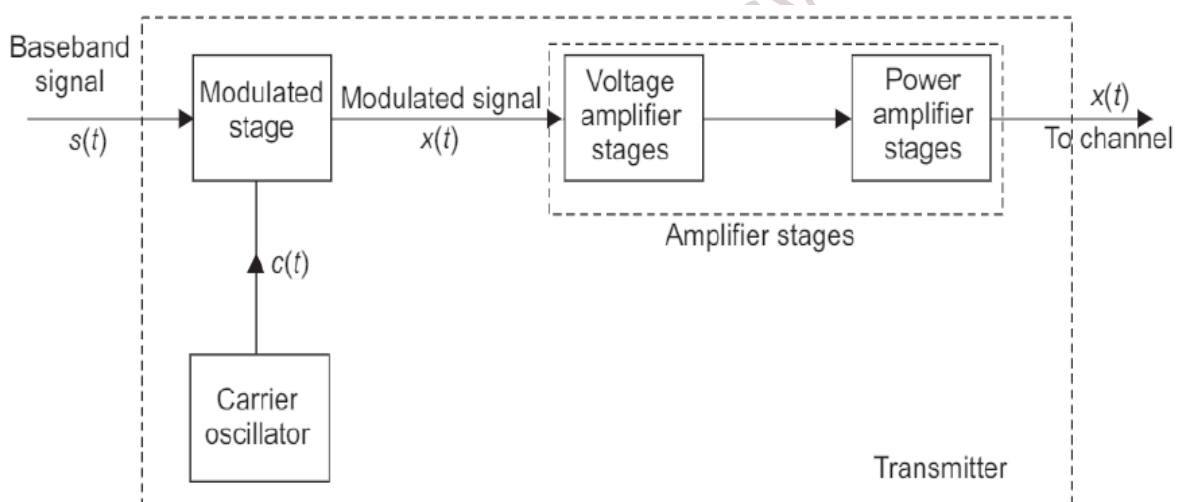 Baseband
signal
s(t)
Modulated
stage
Modulated signal
x(t)
Voltage
amplifier
stages
Power
amplifier
stages
x(t)
To channel
Amplifier stages
c(t)
Carrier
oscillator
Transmitter